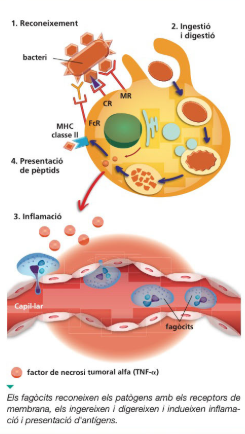 1. Reconeixement
2. Ingestió
i digestió
bacteri
MR
CR
FcR
MHC
classe II
4. Presentació
de pèptids
3. Inflamació
Capil·lar
fagòcits
factor de necrosi tumoral alfa (TNF-α)
Els fagòcits reconeixen els patògens amb els receptors de
membrana, els ingereixen i digereixen i indueixen inflama-
ció i presentació d'antígens.